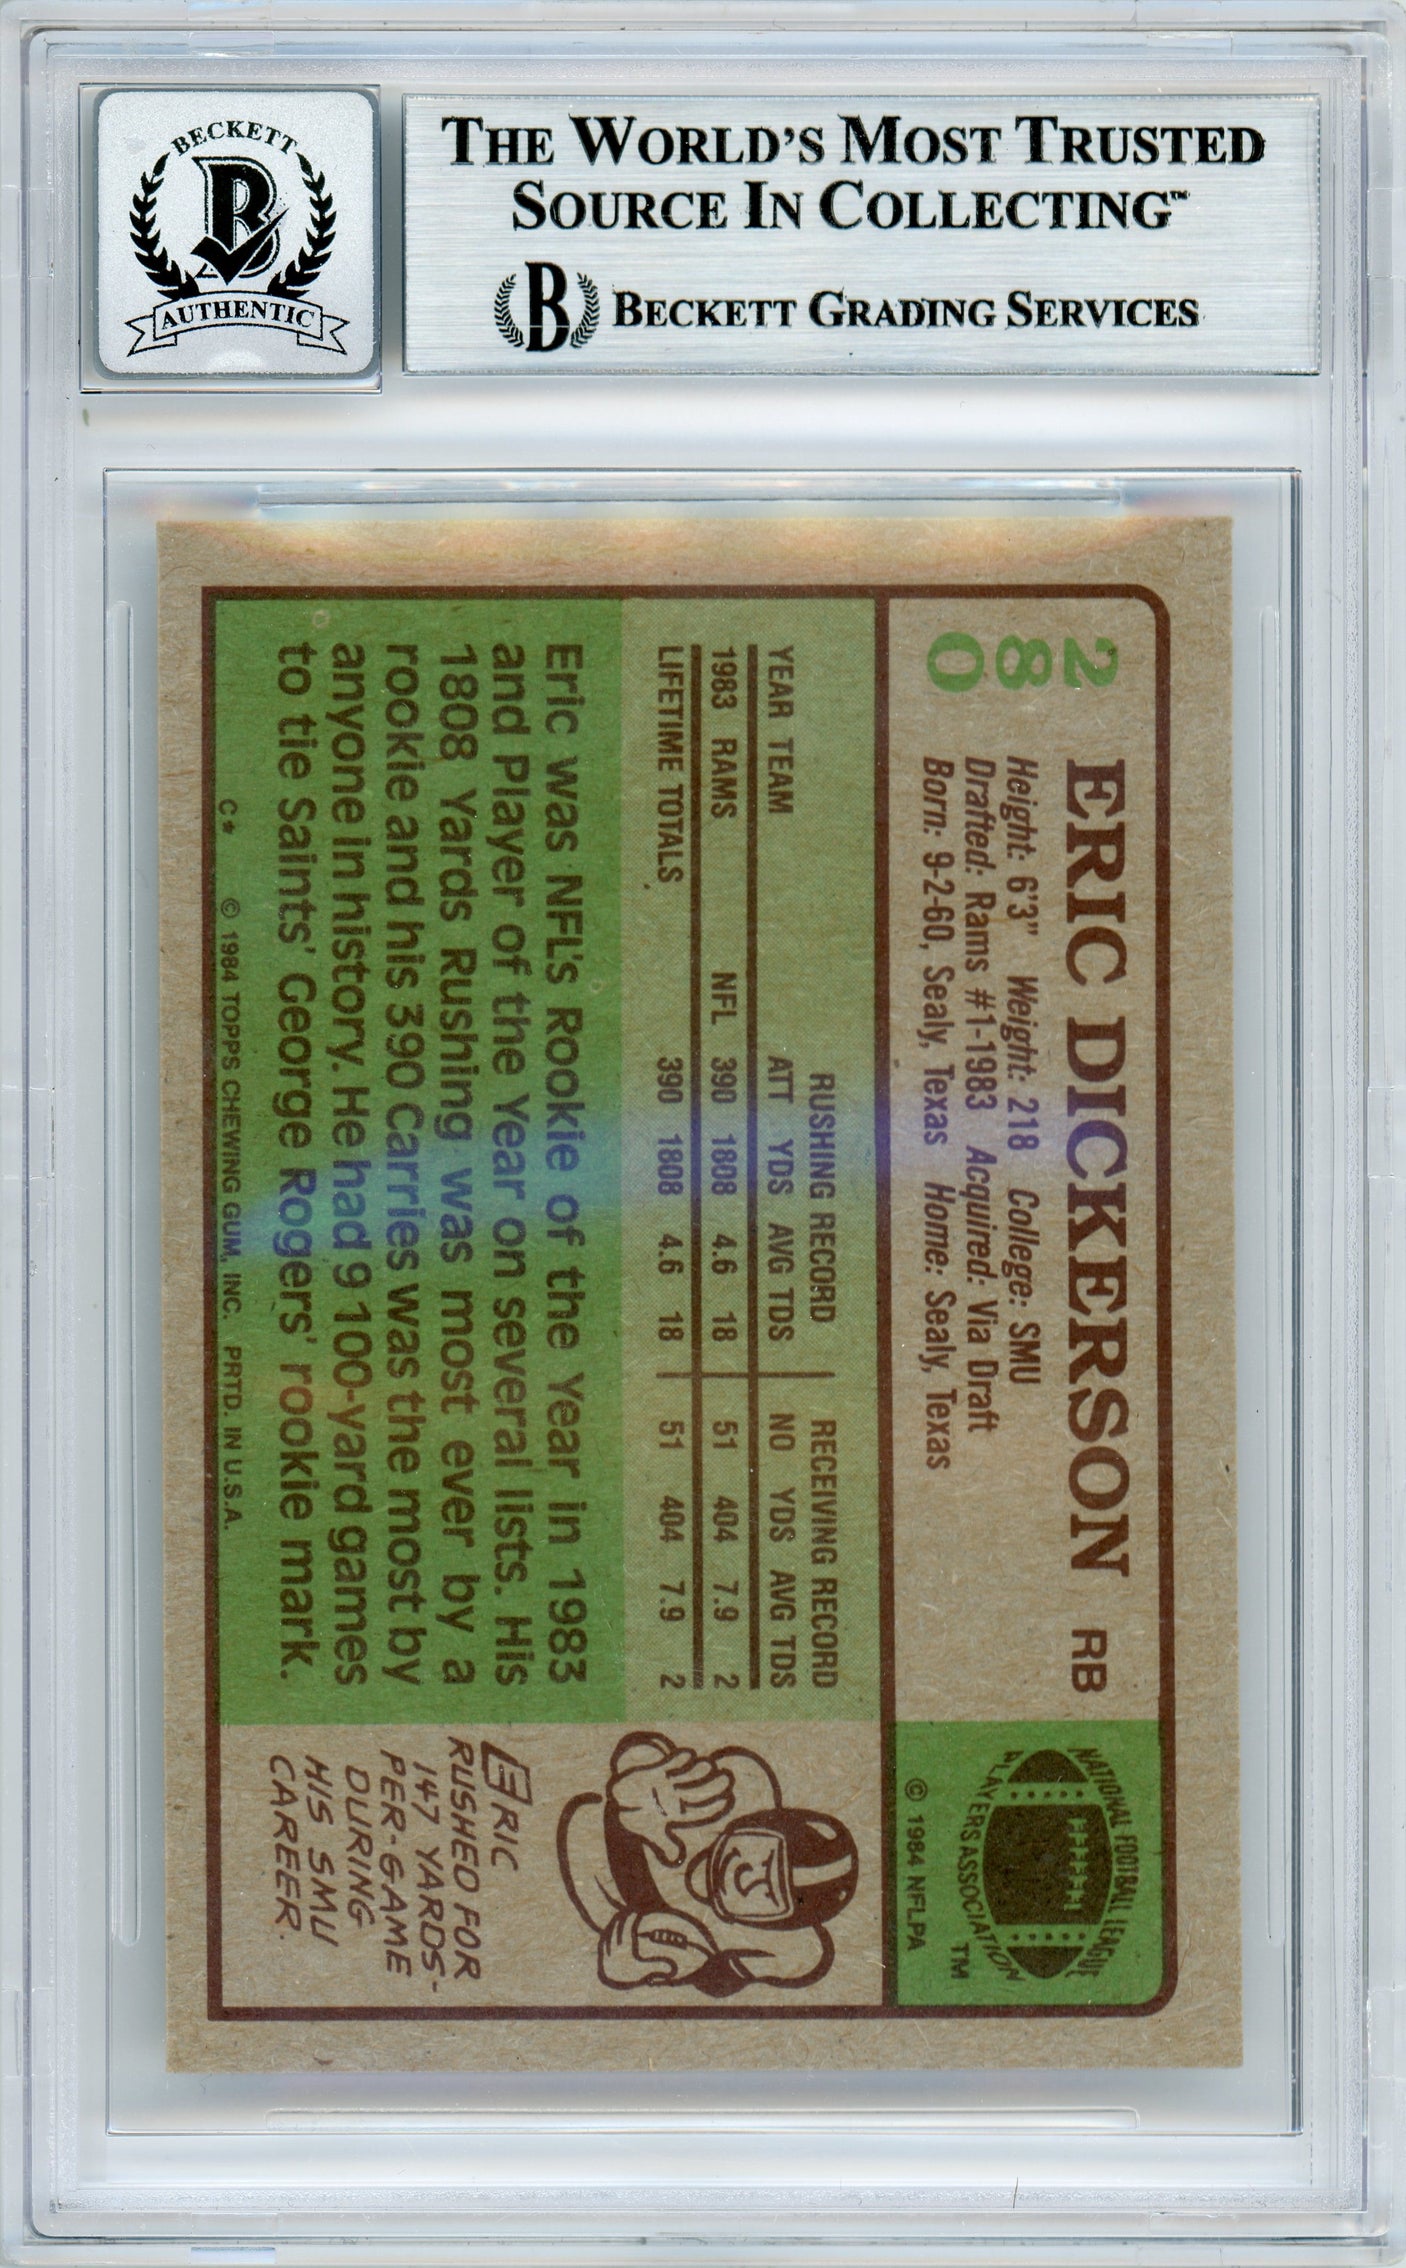 BECKETT
B
AUTHENTIC
THE WORLD'S MOST TRUSTED
SOURCE IN COLLECTING™
B BECKETT GRADING SERVICES
280
ERIC DICKERSON RB
Height: 6'3" Weight: 218 College: SMU
Drafted: Rams #1-1983 Acquired: Via Draft
Born: 9-2-60, Sealy, Texas Home: Sealy, Texas
NATIONAL FOOTBALL LEAGUE
PLAYERS ASSOCIATION TM
© 1984 NFLPA
RUSHING RECORD RECEIVING RECORD
YEAR TEAM ATT YDS AVG TDS NO YDS AVG TDS
1983 RAMS NFL 390 1808 4.6 18 51 404 7.9 2
LIFETIME TOTALS 390 1808 4.6 18 51 404 7.9 2
Eric was NFL's Rookie of the Year in 1983
and Player of the Year on several lists. His
1808 Yards Rushing was most ever by a
rookie and his 390 Carries was the most by
anyone in history. He had 9 100-yard games
to tie Saints' George Rogers' rookie mark.
ERIC
RUSHED FOR
147 YARDS-
PER-GAME
DURING
HIS SMU
CAREER.
C* © 1984 TOPPS CHEWING GUM, INC. PRTD. IN U.S.A.